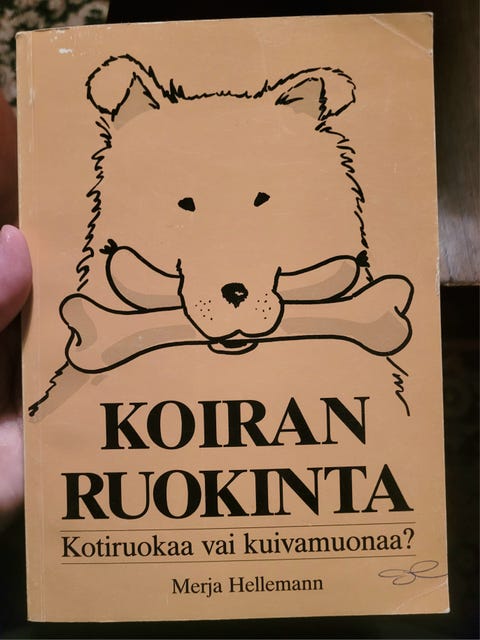 KOIRAN
RUOKINTA
Kotiruokaa vai kuivamuonaa?
Merja Hellemann